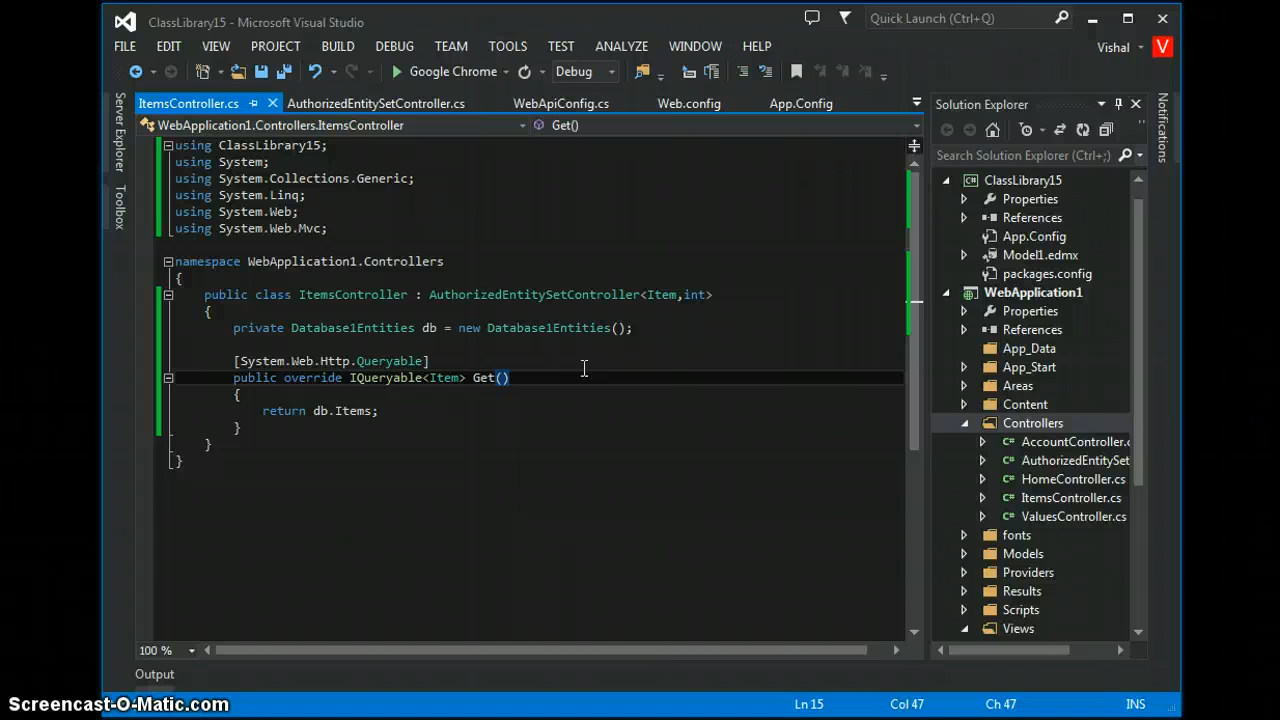 ClassLibrary15 - Microsoft Visual Studio
Quick Launch (Ctrl+;)
FILE EDIT VIEW PROJECT BUILD DEBUG TEAM TOOLS TEST ANALYZE WINDOW HELP
Vishal V
Google Chrome Debug
Server Explorer
Toolbox
ItemsController.cs AuthorizedEntitySetController.cs WebApiConfig.cs Web.config App.Config
WebApplication1.Controllers.ItemsController Get()
using ClassLibrary15;
using System;
using System.Collections.Generic;
using System.Linq;
using System.Web;
using System.Web.Mvc;
namespace WebApplication1.Controllers
{
public class ItemsController : AuthorizedEntitySetController<Item,int>
{
private Database1Entities db = new Database1Entities();
[System.Web.Http.Queryable]
public override IQueryable<Item> Get()
{
return db.Items;
}
}
}
100 %
Output
Solution Explorer
Search Solution Explorer (Ctrl+;)
ClassLibrary15
Properties
References
App.Config
Model1.edmx
packages.config
WebApplication1
Properties
References
App_Data
App_Start
Areas
Content
Controllers
C# AccountController.c
C# AuthorizedEntitySet
C# HomeController.cs
C# ItemsController.cs
C# ValuesController.cs
fonts
Models
Providers
Results
Scripts
Views
Notifications
Ln 15 Col 47 Ch 47 INS
Screencast-O-Matic.com